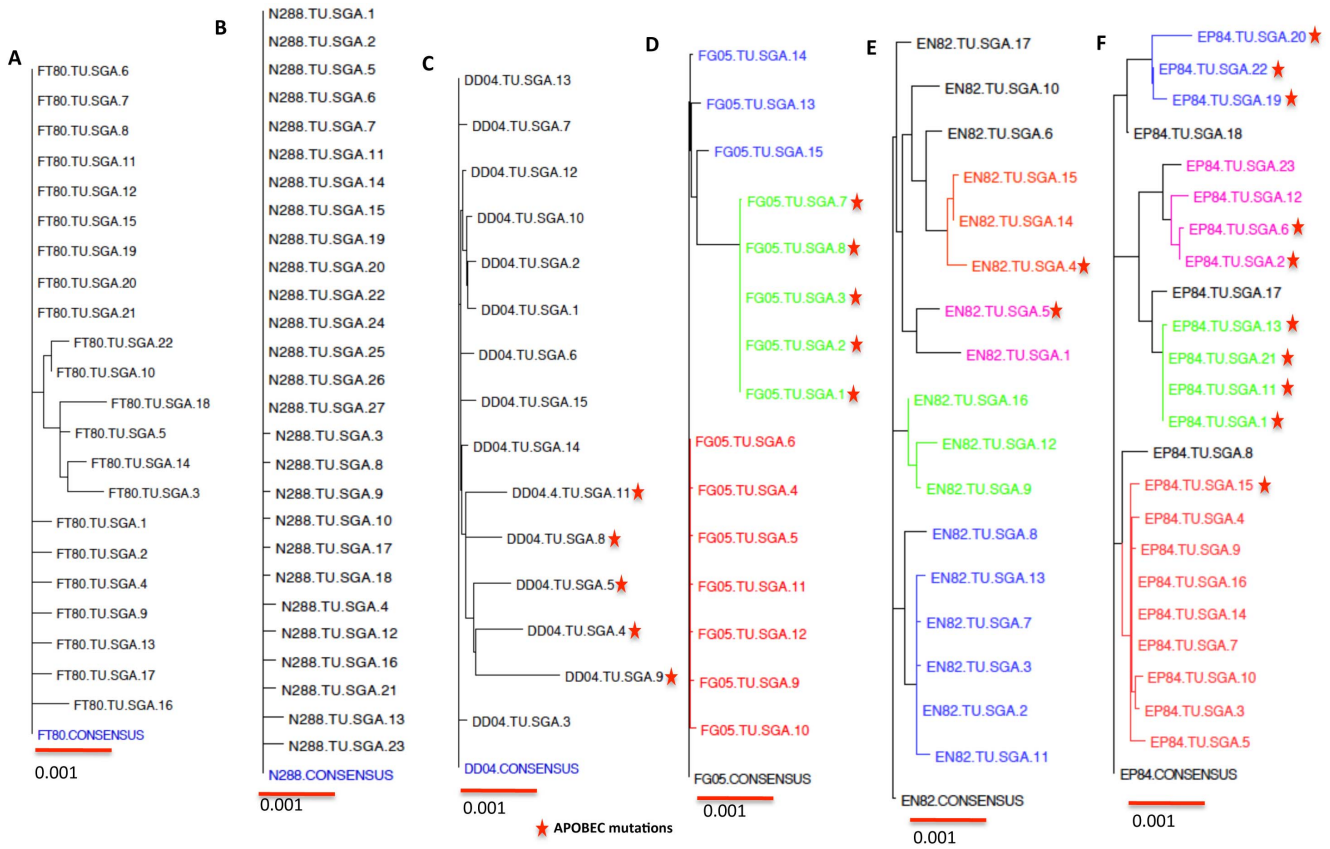 A
FT80.TU.SGA.6
FT80.TU.SGA.7
FT80.TU.SGA.8
FT80.TU.SGA.11
FT80.TU.SGA.12
FT80.TU.SGA.15
FT80.TU.SGA.19
FT80.TU.SGA.20
FT80.TU.SGA.21
FT80.TU.SGA.22
FT80.TU.SGA.10
FT80.TU.SGA.18
FT80.TU.SGA.5
FT80.TU.SGA.14
FT80.TU.SGA.3
FT80.TU.SGA.1
FT80.TU.SGA.2
FT80.TU.SGA.4
FT80.TU.SGA.9
FT80.TU.SGA.13
FT80.TU.SGA.17
FT80.TU.SGA.16
FT80.CONSENSUS
0.001
B
N288.TU.SGA.1
N288.TU.SGA.2
N288.TU.SGA.5
N288.TU.SGA.6
N288.TU.SGA.7
N288.TU.SGA.11
N288.TU.SGA.14
N288.TU.SGA.15
N288.TU.SGA.19
N288.TU.SGA.20
N288.TU.SGA.22
N288.TU.SGA.24
N288.TU.SGA.25
N288.TU.SGA.26
N288.TU.SGA.27
N288.TU.SGA.3
N288.TU.SGA.8
N288.TU.SGA.9
N288.TU.SGA.10
N288.TU.SGA.17
N288.TU.SGA.18
N288.TU.SGA.4
N288.TU.SGA.12
N288.TU.SGA.16
N288.TU.SGA.21
N288.TU.SGA.13
N288.TU.SGA.23
N288.CONSENSUS
0.001
C
DD04.TU.SGA.13
DD04.TU.SGA.7
DD04.TU.SGA.12
DD04.TU.SGA.10
DD04.TU.SGA.2
DD04.TU.SGA.1
DD04.TU.SGA.6
DD04.TU.SGA.15
DD04.TU.SGA.14
DD04.4.TU.SGA.11
DD04.TU.SGA.8
DD04.TU.SGA.5
DD04.TU.SGA.4
DD04.TU.SGA.9
DD04.TU.SGA.3
DD04.CONSENSUS
0.001
D
FG05.TU.SGA.14
FG05.TU.SGA.13
FG05.TU.SGA.15
FG05.TU.SGA.7
FG05.TU.SGA.8
FG05.TU.SGA.3
FG05.TU.SGA.2
FG05.TU.SGA.1
FG05.TU.SGA.6
FG05.TU.SGA.4
FG05.TU.SGA.5
FG05.TU.SGA.11
FG05.TU.SGA.12
FG05.TU.SGA.9
FG05.TU.SGA.10
FG05.CONSENSUS
0.001
E
EN82.TU.SGA.17
EN82.TU.SGA.10
EN82.TU.SGA.6
EN82.TU.SGA.15
EN82.TU.SGA.14
EN82.TU.SGA.4
EN82.TU.SGA.5
EN82.TU.SGA.1
EN82.TU.SGA.16
EN82.TU.SGA.12
EN82.TU.SGA.9
EN82.TU.SGA.8
EN82.TU.SGA.13
EN82.TU.SGA.7
EN82.TU.SGA.3
EN82.TU.SGA.2
EN82.TU.SGA.11
EN82.CONSENSUS
0.001
F
EP84.TU.SGA.20
EP84.TU.SGA.22
EP84.TU.SGA.19
EP84.TU.SGA.18
EP84.TU.SGA.23
EP84.TU.SGA.12
EP84.TU.SGA.6
EP84.TU.SGA.2
EP84.TU.SGA.17
EP84.TU.SGA.13
EP84.TU.SGA.21
EP84.TU.SGA.11
EP84.TU.SGA.1
EP84.TU.SGA.8
EP84.TU.SGA.15
EP84.TU.SGA.4
EP84.TU.SGA.9
EP84.TU.SGA.16
EP84.TU.SGA.14
EP84.TU.SGA.7
EP84.TU.SGA.10
EP84.TU.SGA.3
EP84.TU.SGA.5
EP84.CONSENSUS
0.001
APOBEC mutations